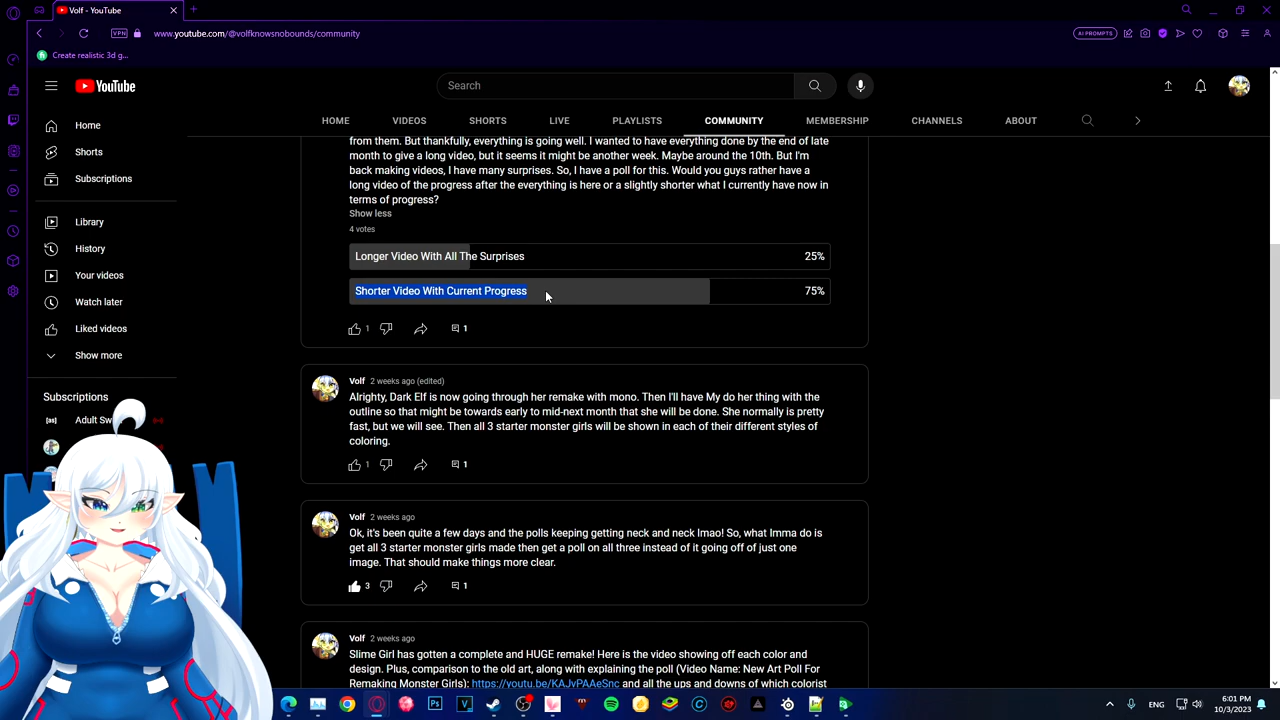 Volf - YouTube
VPN www.youtube.com/@volfknowsnobounds/community AI PROMPTS
Create realistic 3d g...
YouTube Search
HOME VIDEOS SHORTS LIVE PLAYLISTS COMMUNITY MEMBERSHIP CHANNELS ABOUT
Home
Shorts
Subscriptions
Library
History
Your videos
Watch later
Liked videos
Show more
Subscriptions
Adult Sw
from them. But thankfully, everything is going well. I wanted to have everything done by the end of late
month to give a long video, but it seems it might be another week. Maybe around the 10th. But I'm
back making videos, I have many surprises. So, I have a poll for this. Would you guys rather have a
long video of the progress after the everything is here or a slightly shorter what I currently have now in
terms of progress?
Show less
4 votes
Longer Video With All The Surprises 25%
Shorter Video With Current Progress 75%
1 1
Volf 2 weeks ago (edited)
Alrighty, Dark Elf is now going through her remake with mono. Then I'll have My do her thing with the
outline so that might be towards early to mid-next month that she will be done. She normally is pretty
fast, but we will see. Then all 3 starter monster girls will be shown in each of their different styles of
coloring.
1 1
Volf 2 weeks ago
Ok, it's been quite a few days and the polls keeping getting neck and neck lmao! So, what Imma do is
get all 3 starter monster girls made then get a poll on all three instead of it going off of just one
image. That should make things more clear.
3 1
Volf 2 weeks ago
Slime Girl has gotten a complete and HUGE remake! Here is the video showing off each color and
design. Plus, comparison to the old art, along with explaining the poll (Video Name: New Art Poll For
Remaking Monster Girls): https://youtu.be/KAJvPAAeSnc and all the ups and downs of which colorist
ENG 6:01 PM
10/3/2023